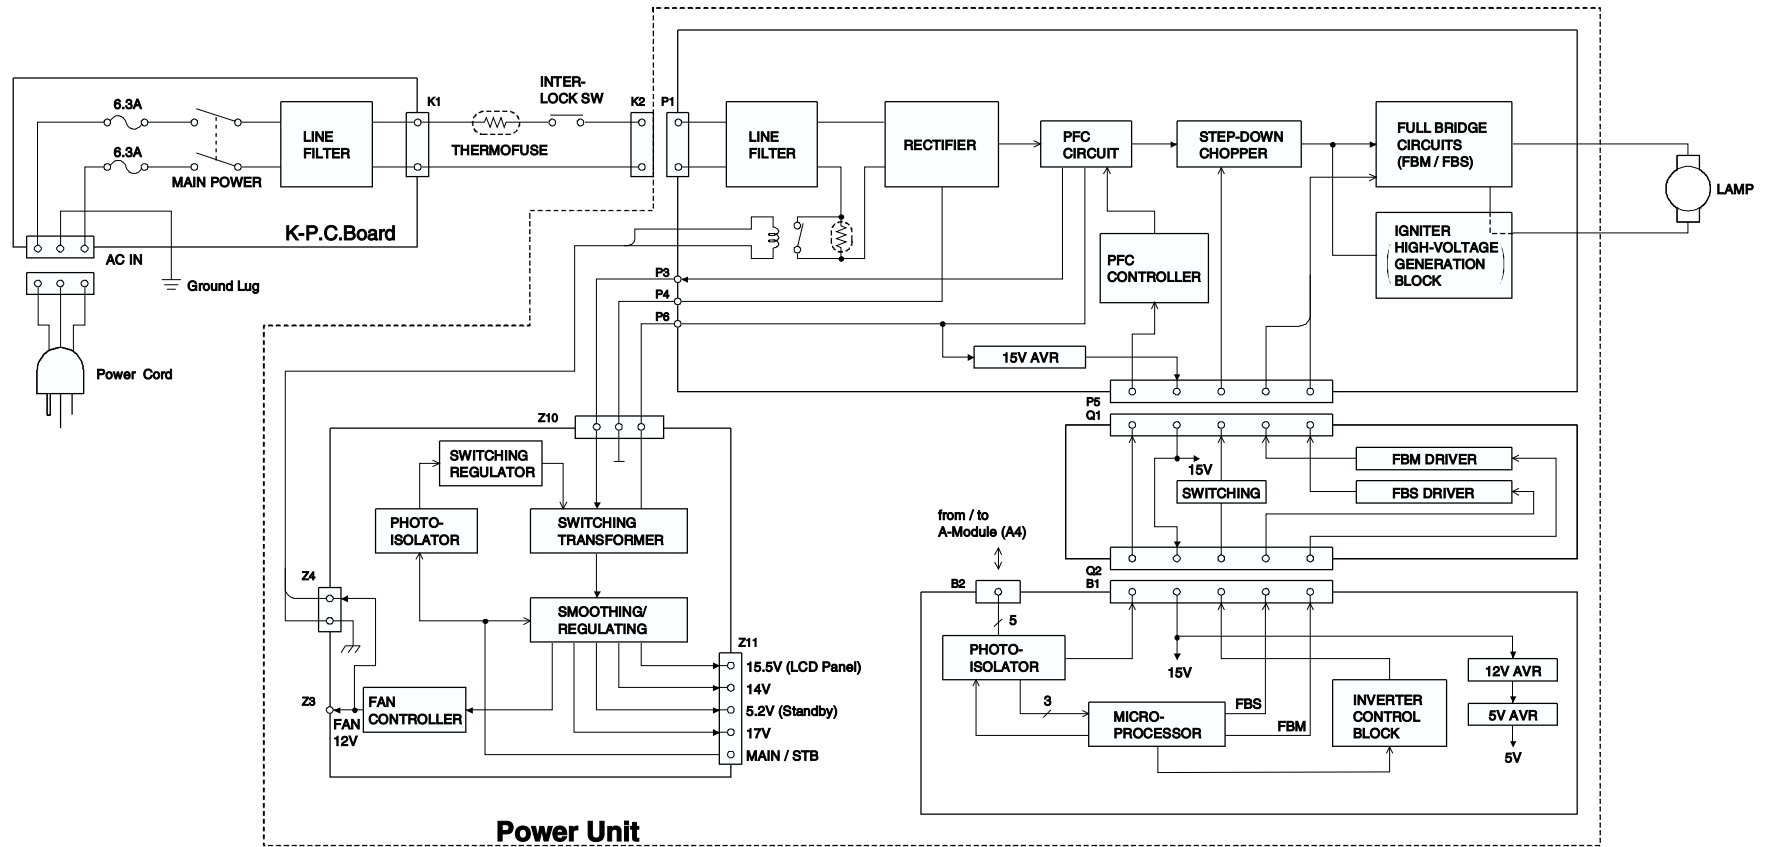 6.3A
6.3A
MAIN POWER
LINE
FILTER
K-P.C.Board
AC IN
Ground Lug
Power Cord
K1
THERMOFUSE
INTER-
LOCK SW
K2
P1
LINE
FILTER
RECTIFIER
PFC
CIRCUIT
STEP-DOWN
CHOPPER
FULL BRIDGE
CIRCUITS
(FBM / FBS)
LAMP
IGNITER
HIGH-VOLTAGE
GENERATION
BLOCK
PFC
CONTROLLER
P3
P4
P6
15V AVR
P5
Q1
15V
SWITCHING
FBM DRIVER
FBS DRIVER
Q2
B1
Z10
SWITCHING
REGULATOR
PHOTO-
ISOLATOR
SWITCHING
TRANSFORMER
SMOOTHING/
REGULATING
Z4
Z3
FAN
12V
FAN
CONTROLLER
Z11
15.5V (LCD Panel)
14V
5.2V (Standby)
17V
MAIN / STB
from / to
A-Module (A4)
B2
5
PHOTO-
ISOLATOR
3
MICRO-
PROCESSOR
FBS
FBM
15V
INVERTER
CONTROL
BLOCK
12V AVR
5V AVR
5V
Power Unit